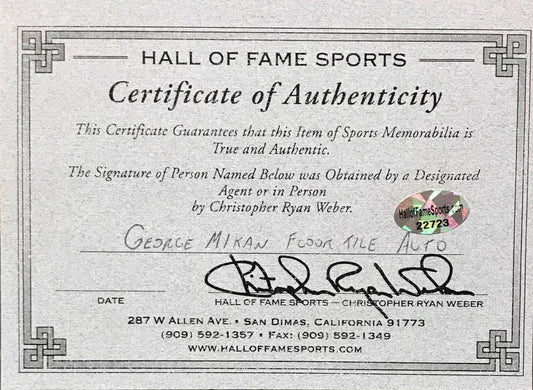 HALL OF FAME SPORTS
Certificate of Authenticity
This Certificate Guarantees that this Item of Sports Memorabilia is
True and Authentic.
The Signature of Person Named Below was Obtained by a Designated
Agent or in Person
by Christopher Ryan Weber.
HallofFameSports.com
22723
GEORGE MIKAN FLOOR TILE AUTO
Christopher Ryan Weber
DATE
HALL OF FAME SPORTS — CHRISTOPHER RYAN WEBER
287 W ALLEN AVE. • SAN DIMAS, CALIFORNIA 91773
(909) 592-1357 • FAX: (909) 592-1349
WWW.HALLOFFAMESPORTS.COM